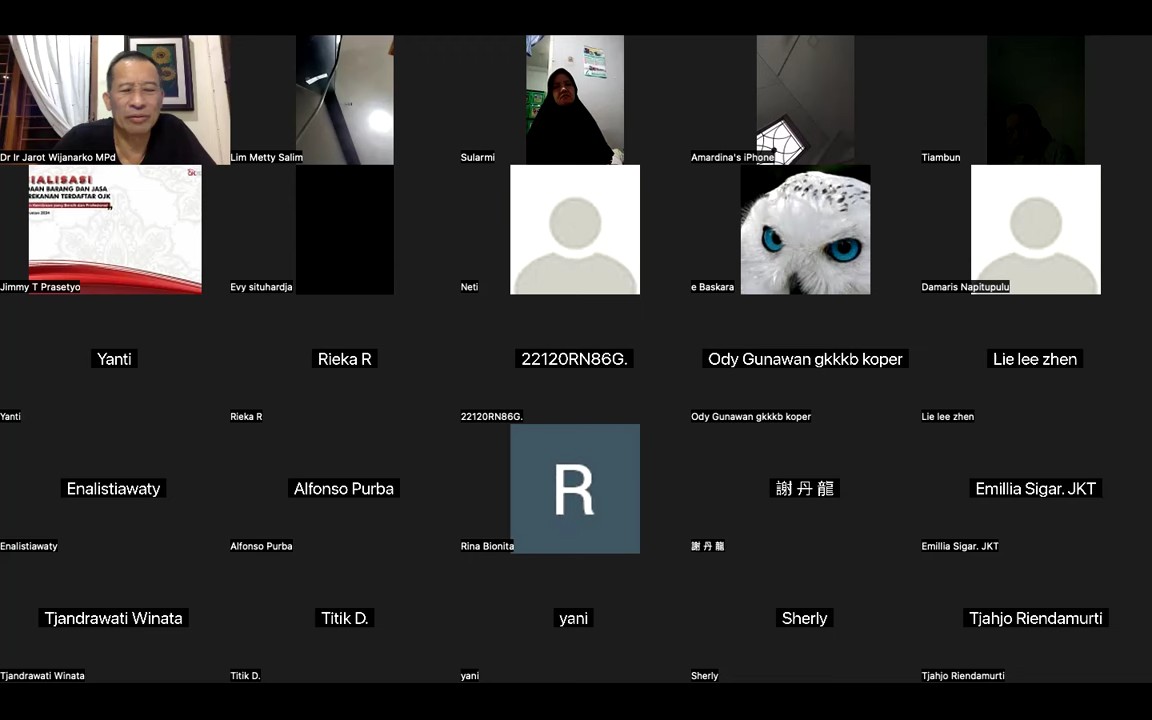 Dr Ir Jarot Wijanarko MPd
Lim Metty Salim
Sularmi
Amardina's iPhone
Tiambun
IALISASI
DAAN BARANG DAN JASA
REKANAN TERDAFTAR OJK
2024
Jimmy T Prasetyo
Evy situhardja
Neti
e Baskara
Damaris Napitupulu
Yanti
Rieka R
22120RN86G.
Ody Gunawan gkkkb koper
Lie lee zhen
Yanti
Rieka R
22120RN86G.
Ody Gunawan gkkkb koper
Lie lee zhen
Enalistiawaty
Alfonso Purba
R
謝 丹 龍
Emillia Sigar. JKT
Enalistiawaty
Alfonso Purba
Rina Bionita
謝 丹 龍
Emillia Sigar. JKT
Tjandrawati Winata
Titik D.
yani
Sherly
Tjahjo Riendamurti
Tjandrawati Winata
Titik D.
yani
Sherly
Tjahjo Riendamurti